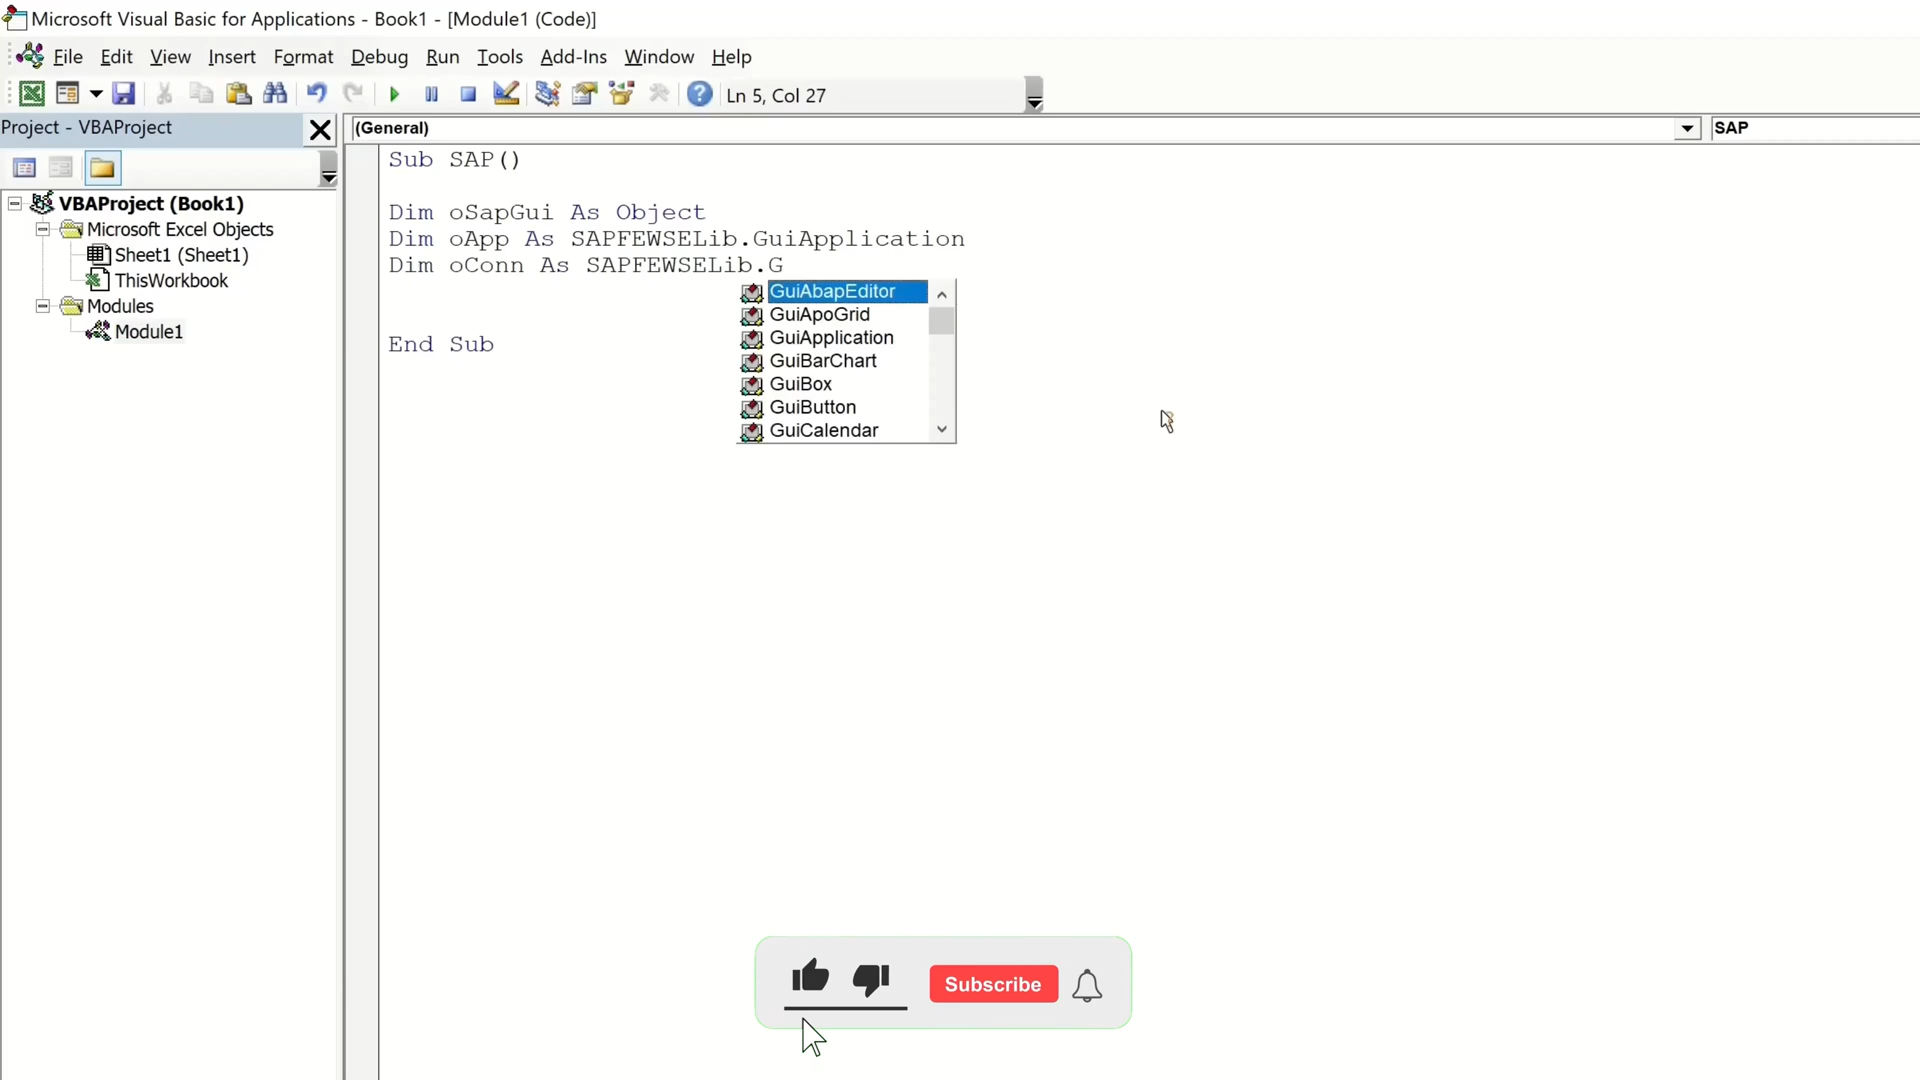 Microsoft Visual Basic for Applications - Book1 - [Module1 (Code)]
File Edit View Insert Format Debug Run Tools Add-Ins Window Help
Ln 5, Col 27
Project - VBAProject
(General)
SAP
VBAProject (Book1)
Microsoft Excel Objects
Sheet1 (Sheet1)
ThisWorkbook
Modules
Module1
Sub SAP()
Dim oSapGui As Object
Dim oApp As SAPFEWSELib.GuiApplication
Dim oConn As SAPFEWSELib.G
GuiAbapEditor
GuiApoGrid
GuiApplication
GuiBarChart
GuiBox
GuiButton
GuiCalendar
End Sub
Subscribe